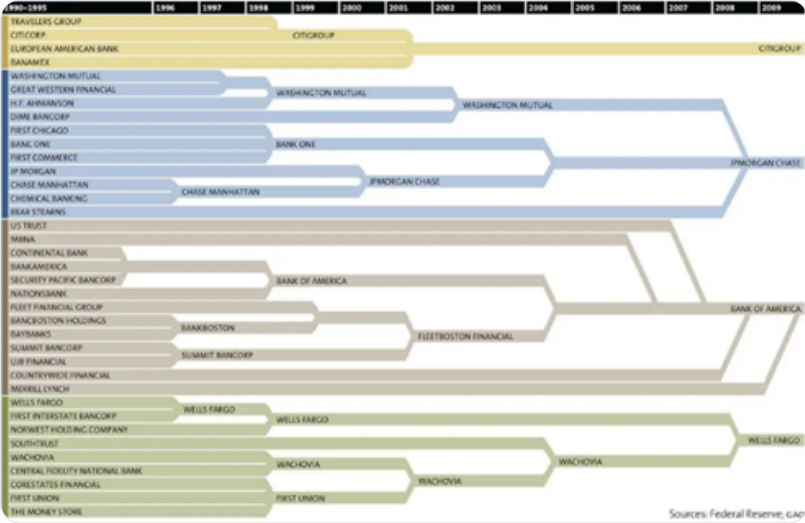 1990–1995 1996 1997 1998 1999 2000 2001 2002 2003 2004 2005 2006 2007 2008 2009
TRAVELERS GROUP
CITICORP CITIGROUP
EUROPEAN AMERICAN BANK CITIGROUP
BANAMEX
WASHINGTON MUTUAL
GREAT WESTERN FINANCIAL WASHINGTON MUTUAL
H.F. AHMANSON WASHINGTON MUTUAL
DIME BANCORP
FIRST CHICAGO
BANC ONE BANK ONE
FIRST COMMERCE JPMORGAN CHASE
JP MORGAN
CHASE MANHATTAN JPMORGAN CHASE
CHEMICAL BANKING CHASE MANHATTAN
BEAR STEARNS
US TRUST
MBNA
CONTINENTAL BANK
BANKAMERICA
SECURITY PACIFIC BANCORP BANK OF AMERICA
NATIONSBANK
FLEET FINANCIAL GROUP BANK OF AMERICA
BANCBOSTON HOLDINGS BANKBOSTON
BAYBANKS FLEETBOSTON FINANCIAL
SUMMIT BANCORP SUMMIT BANCORP
UJB FINANCIAL
COUNTRYWIDE FINANCIAL
MERRILL LYNCH
WELLS FARGO WELLS FARGO
FIRST INTERSTATE BANCORP WELLS FARGO
NORWEST HOLDING COMPANY
SOUTHTRUST WELLS FARGO
WACHOVIA WACHOVIA WACHOVIA
CENTRAL FIDELITY NATIONAL BANK
CORESTATES FINANCIAL WACHOVIA
FIRST UNION FIRST UNION
THE MONEY STORE
Sources: Federal Reserve, GAO